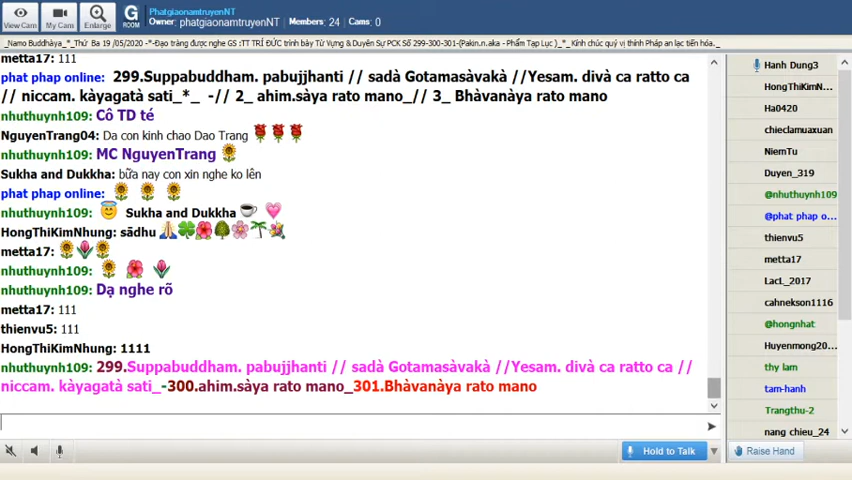 PhatgiaonamtruyenNT
Owner: phatgiaonamtruyenNT Members: 24 Cams: 0
View Cam
My Cam
Enlarge
G
ROOM
_Namo Buddhàya_*_Thứ Ba 19 /05/2020 -*-Đạo tràng được nghe GS :TT TRÍ ĐỨC trình bày Từ Vựng & Duyên Sự PCK Số 299-300-301-(Pakin.n.aka - Phẩm Tạp Lục )_*_ Kính chúc quý vị thính Pháp an lạc tiến hóa._
metta17: 111
phat phap online: 299.Suppabuddham. pabujjhanti // sadà Gotamasàvakà //Yesam. divà ca ratto ca
// niccam. kàyagatà sati_*_ -// 2_ ahim.sàya rato mano_// 3_ Bhàvanàya rato mano
nhuthuynh109: Cô TD té
NguyenTrang04: Da con kinh chao Dao Trang
nhuthuynh109: MC NguyenTrang
Sukha and Dukkha: bữa nay con xin nghe ko lên
phat phap online:
nhuthuynh109: Sukha and Dukkha
HongThiKimNhung: sādhu
metta17:
nhuthuynh109:
nhuthuynh109: Dạ nghe rõ
metta17: 111
thienvu5: 111
HongThiKimNhung: 1111
nhuthuynh109: 299.Suppabuddham. pabujjhanti // sadà Gotamasàvakà //Yesam. divà ca ratto ca //
niccam. kàyagatà sati_-300.ahim.sàya rato mano_301.Bhàvanàya rato mano
Hanh Dung3
HongThiKimN...
Ha0420
chieclamuaxuan
NiemTu
Duyen_319
@nhuthuynh109
@phat phap o...
thienvu5
metta17
LacL_2017
cahnekson1116
@hongnhat
Huyenmong20...
thy lam
tam-hanh
Trangthu-2
nang chieu_24
Hold to Talk
Raise Hand